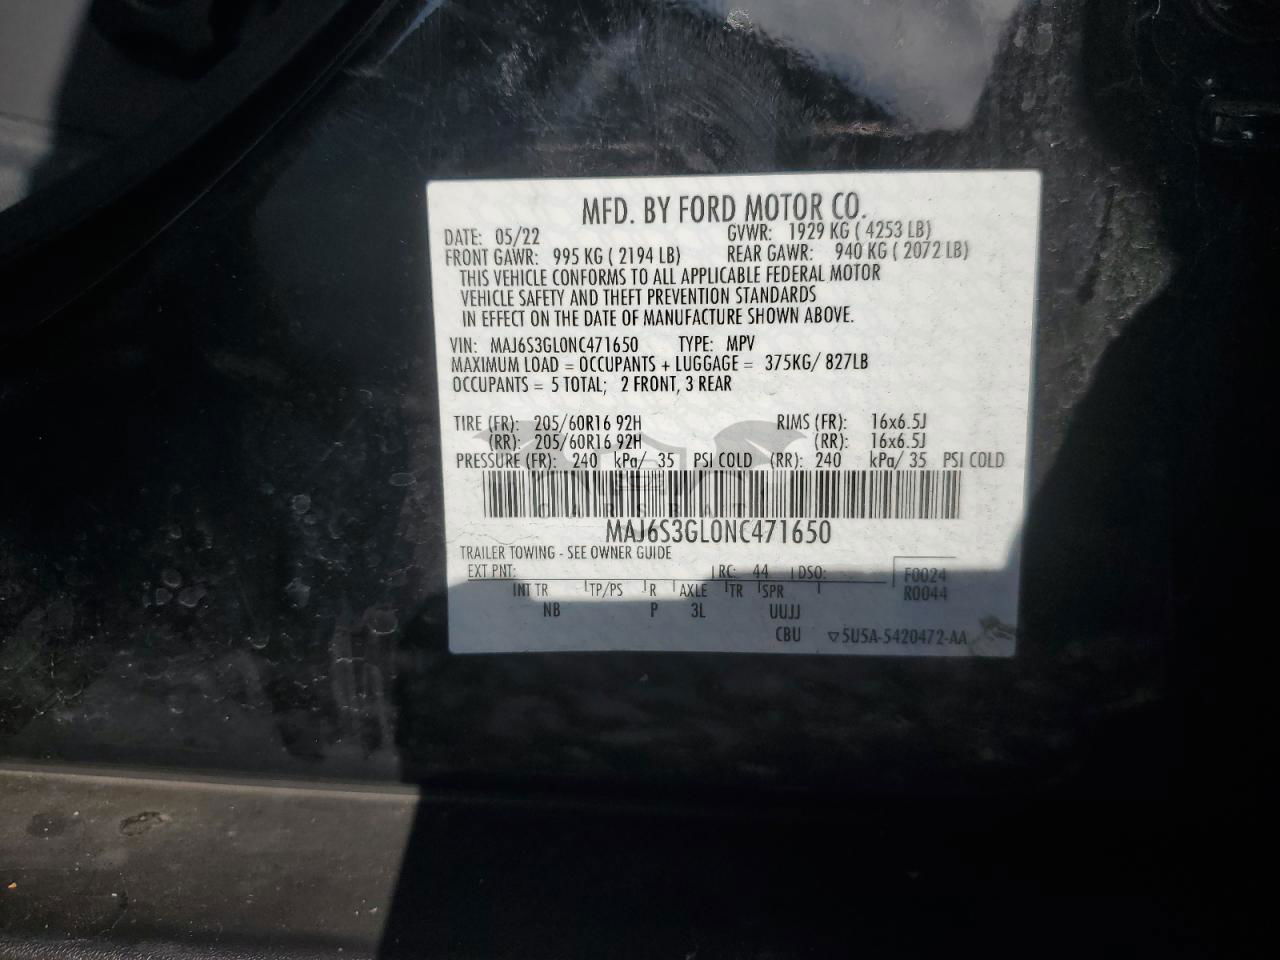 MFD. BY FORD MOTOR CO.
DATE: 05/22 GVWR: 1929 KG ( 4253 LB)
FRONT GAWR: 995 KG ( 2194 LB) REAR GAWR: 940 KG ( 2072 LB)
THIS VEHICLE CONFORMS TO ALL APPLICABLE FEDERAL MOTOR
VEHICLE SAFETY AND THEFT PREVENTION STANDARDS
IN EFFECT ON THE DATE OF MANUFACTURE SHOWN ABOVE.
VIN: MAJ6S3GL0NC471650 TYPE: MPV
MAXIMUM LOAD = OCCUPANTS + LUGGAGE = 375KG/ 827LB
OCCUPANTS = 5 TOTAL; 2 FRONT, 3 REAR
TIRE (FR): 205/60R16 92H RIMS (FR): 16x6.5J
(RR): 205/60R16 92H (RR): 16x6.5J
PRESSURE (FR): 240 kPa/ 35 PSI COLD (RR): 240 kPa/ 35 PSI COLD
MAJ6S3GL0NC471650
TRAILER TOWING - SEE OWNER GUIDE
EXT PNT: RC: 44 DSO: F0024
INT TR TP/PS R AXLE TR SPR R0044
NB P 3L UUJJ
CBU 5U5A-5420472-AA